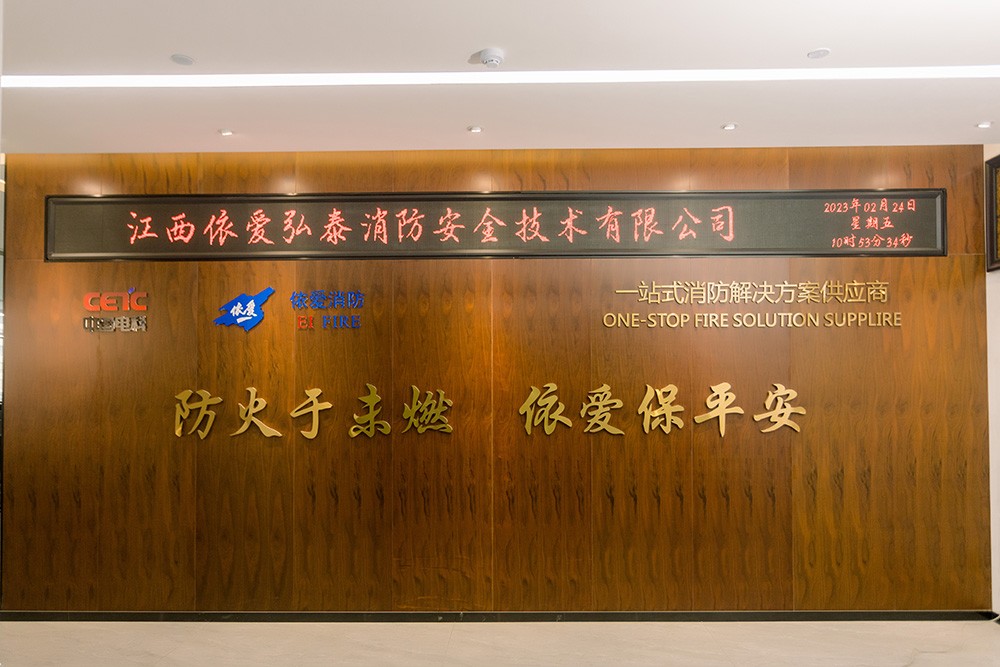 江西依爱弘泰消防安全技术有限公司
2023年02月24日
星期五
10时53分34秒
CETC
中国电科
依爱
依爱消防
EI FIRE
一站式消防解决方案供应商
ONE-STOP FIRE SOLUTION SUPPLIRE
防火于未燃 依爱保平安